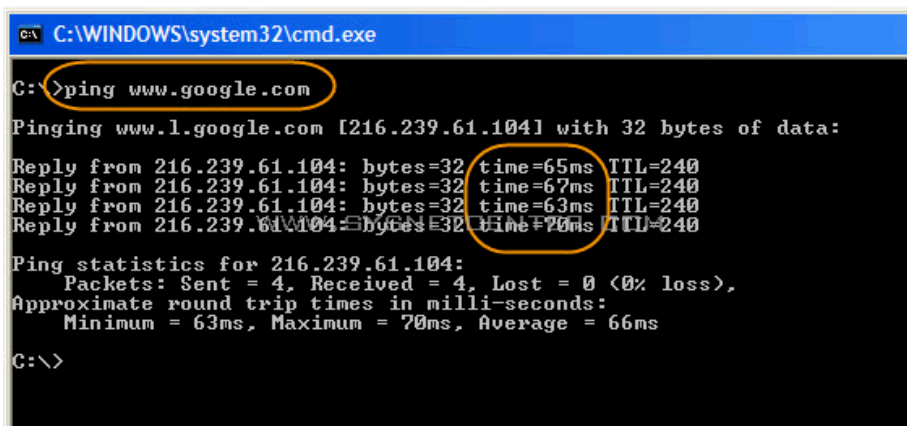 C:\WINDOWS\system32\cmd.exe
C:\>ping www.google.com
Pinging www.l.google.com [216.239.61.104] with 32 bytes of data:
Reply from 216.239.61.104: bytes=32 time=65ms TTL=240
Reply from 216.239.61.104: bytes=32 time=67ms TTL=240
Reply from 216.239.61.104: bytes=32 time=63ms TTL=240
Reply from 216.239.61.104: bytes=32 time=70ms TTL=240
Ping statistics for 216.239.61.104:
Packets: Sent = 4, Received = 4, Lost = 0 (0% loss),
Approximate round trip times in milli-seconds:
Minimum = 63ms, Maximum = 70ms, Average = 66ms
C:\>